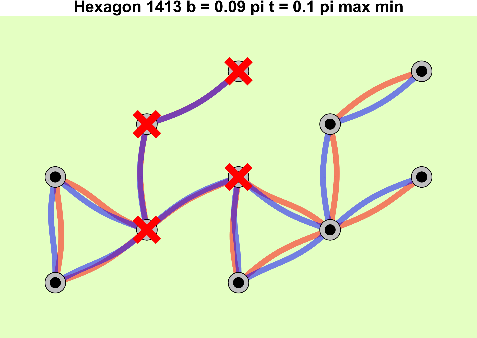 Hexagon 1413 b = 0.09 pi t = 0.1 pi max min